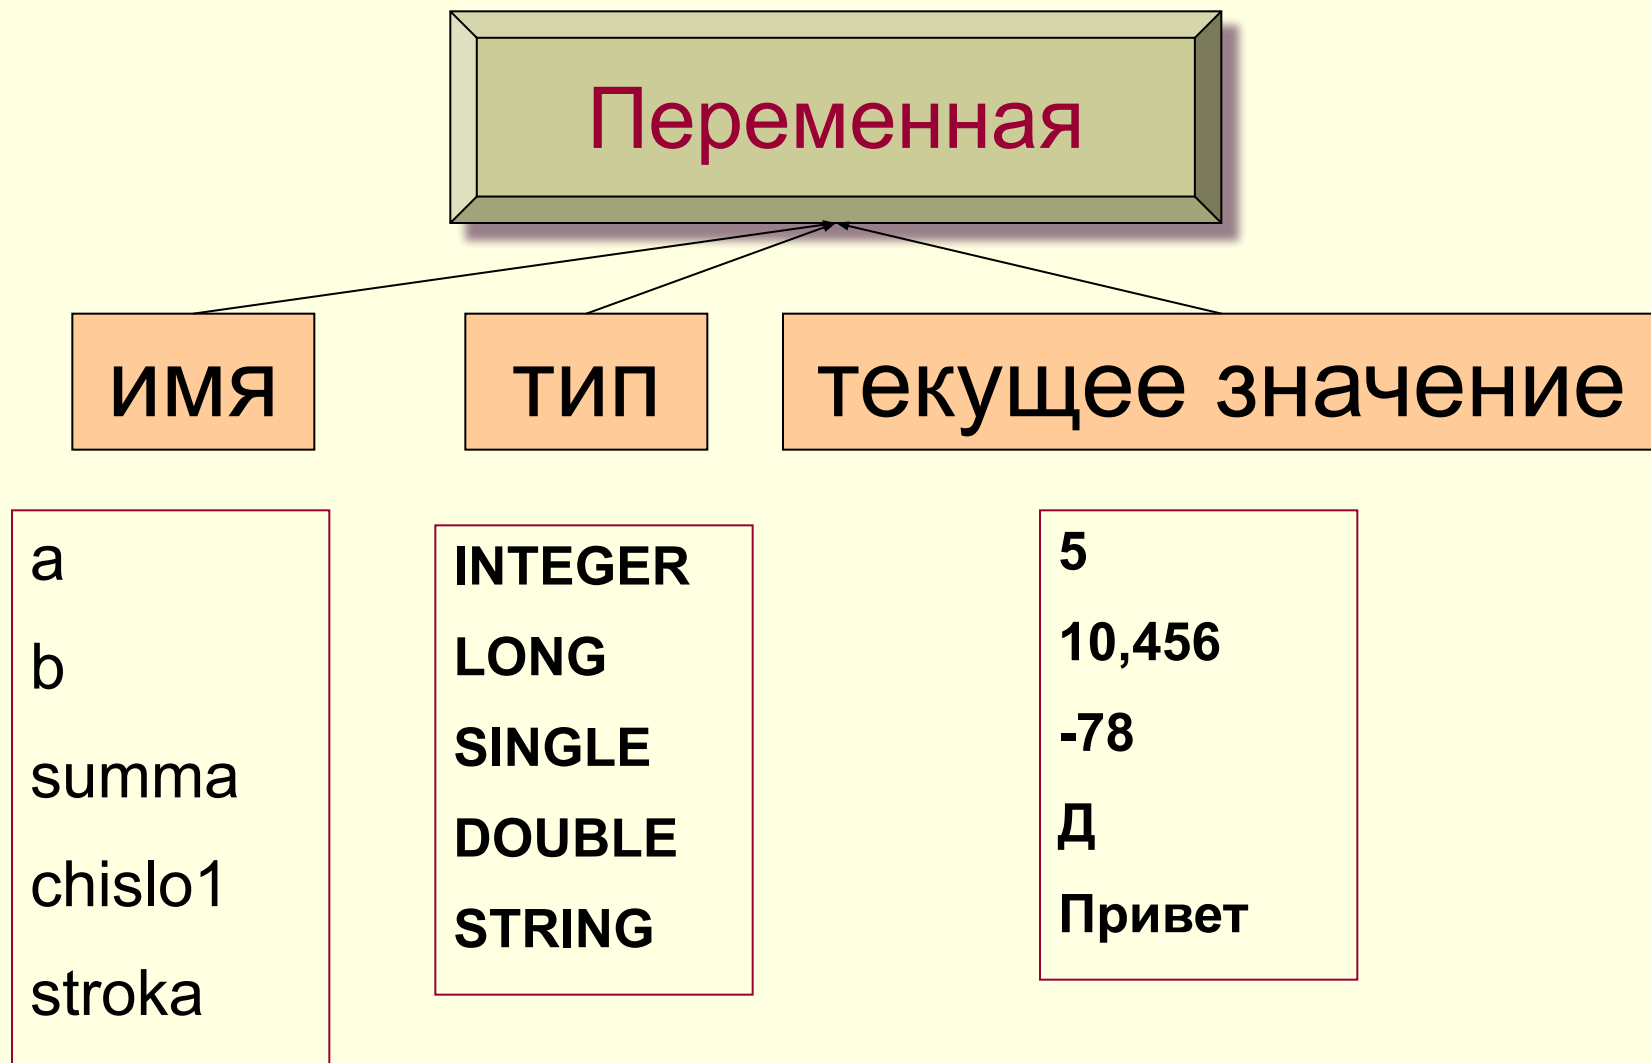 Переменная
имя
тип
текущее значение
a
b
summa
chislo1
stroka
INTEGER
LONG
SINGLE
DOUBLE
STRING
5
10,456
-78
Д
Привет